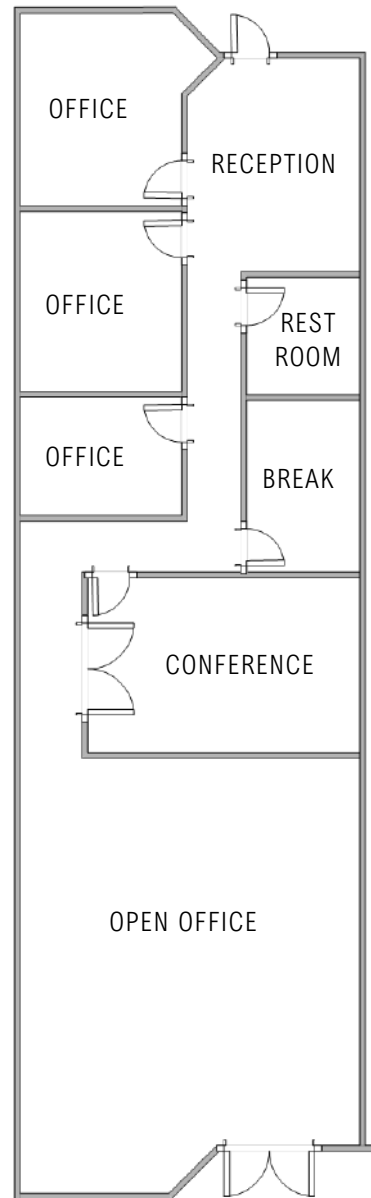 OFFICE
RECEPTION
OFFICE
REST
ROOM
OFFICE
BREAK
CONFERENCE
OPEN OFFICE